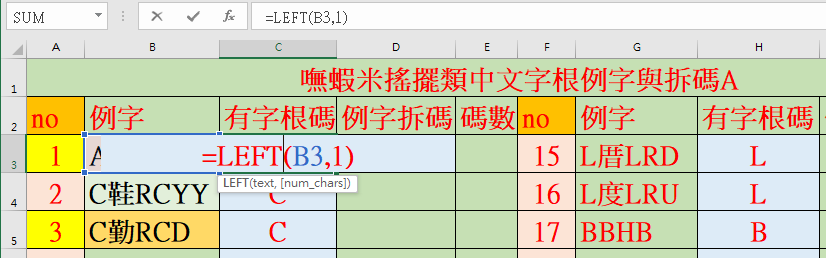 SUM =LEFT(B3,1)
A B C D E F G H
1 嘸蝦米搖擺類中文字根例字與拆碼A
2 no 例字 有字根碼 例字拆碼 碼數 no 例字 有字根碼
3 1 A =LEFT(B3,1) 15 L厝LRD L
LEFT(text, [num_chars])
4 2 C鞋RCYY C 16 L度LRU L
5 3 C勤RCD C 17 BBHB B